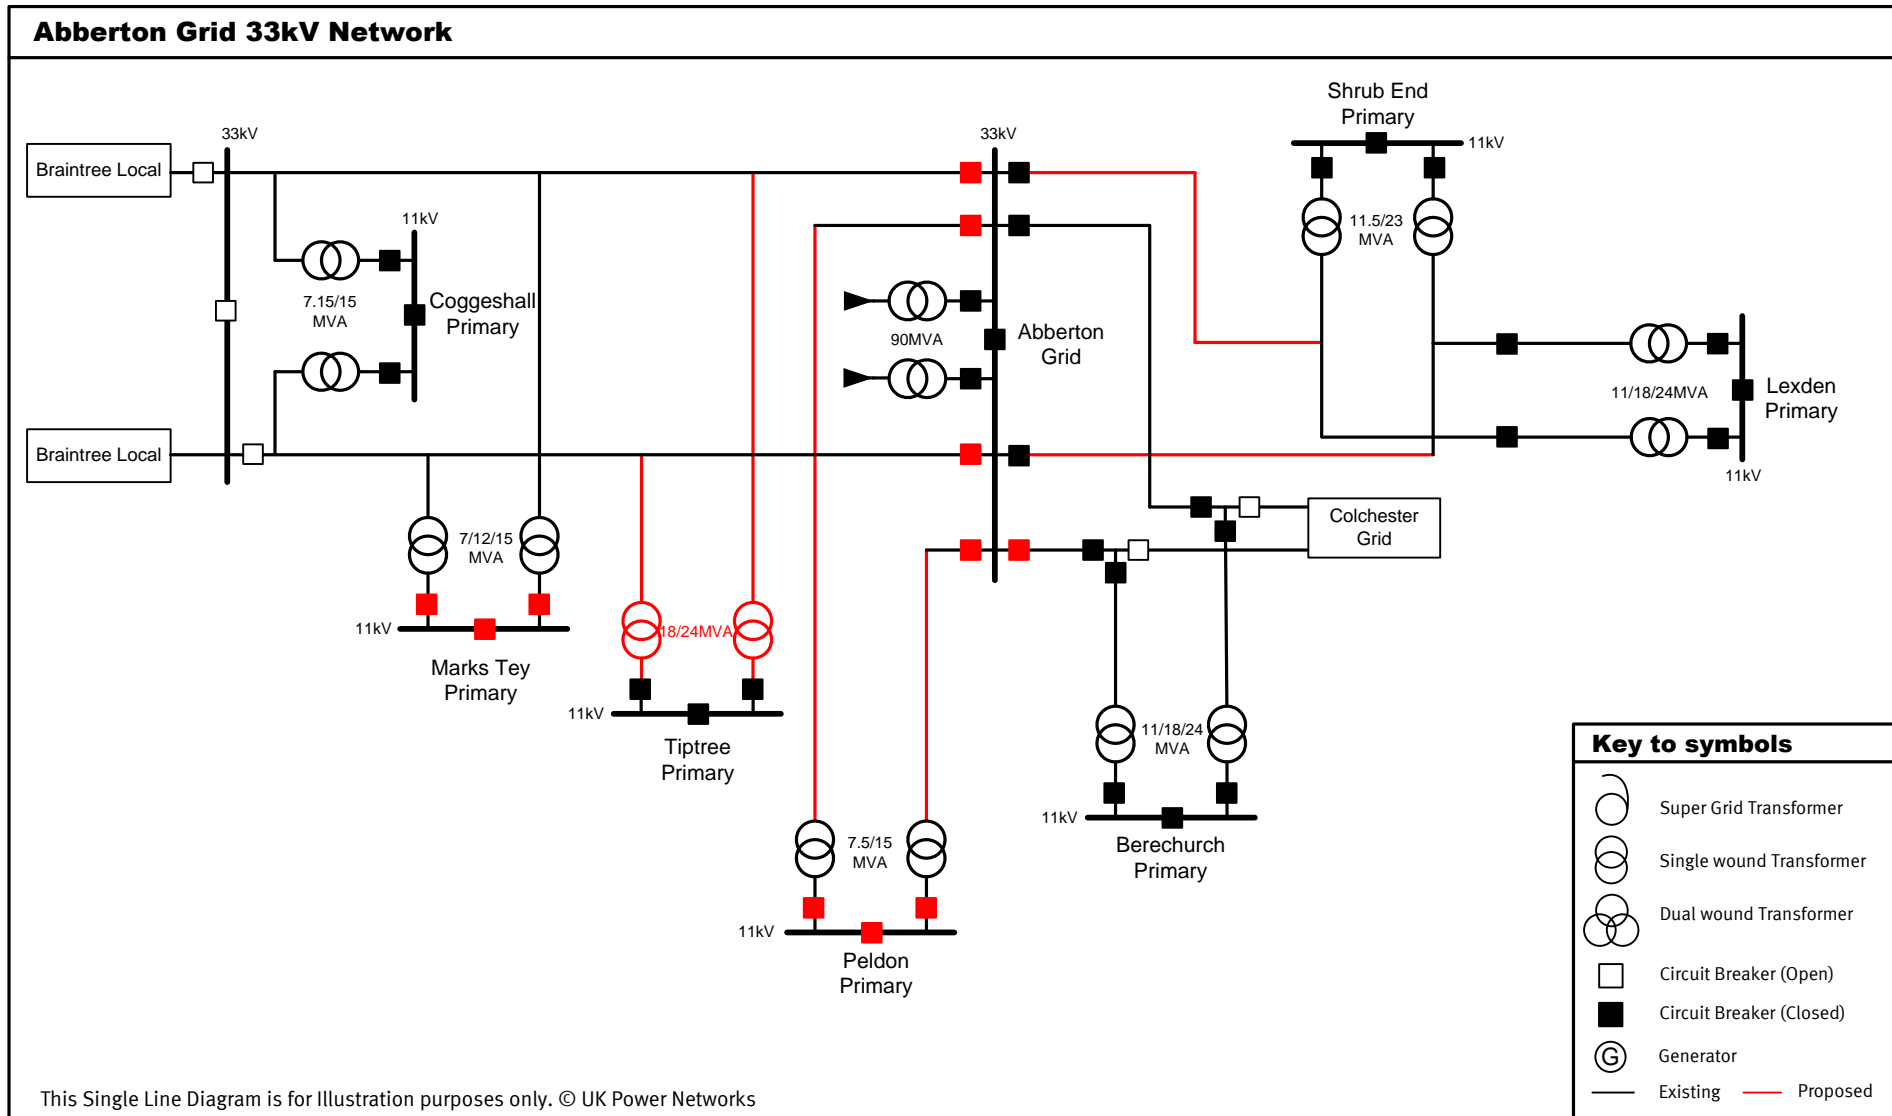 Abberton Grid 33kV Network
Shrub End
Primary
33kV
33kV
11kV
Braintree Local
11kV
11.5/23
MVA
7.15/15
MVA
Coggeshall
Primary
90MVA
Abberton
Grid
11/18/24MVA
Lexden
Primary
Braintree Local
11kV
Colchester
Grid
7/12/15
MVA
11kV
18/24MVA
Marks Tey
Primary
11kV
Tiptree
Primary
11/18/24
MVA
11kV
Berechurch
Primary
7.5/15
MVA
11kV
Peldon
Primary
Key to symbols
Super Grid Transformer
Single wound Transformer
Dual wound Transformer
Circuit Breaker (Open)
Circuit Breaker (Closed)
G
Generator
Existing
Proposed
This Single Line Diagram is for Illustration purposes only. © UK Power Networks